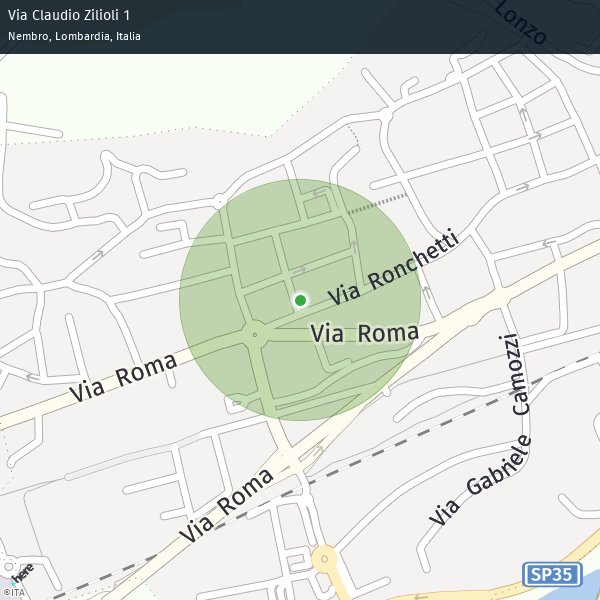 Via Claudio Zilioli 1
Nembro, Lombardia, Italia
Lonzo
Via Ronchetti
Via Roma
Via Roma
Via Gabriele Camozzi
Via Roma
SP35
here
©ITA